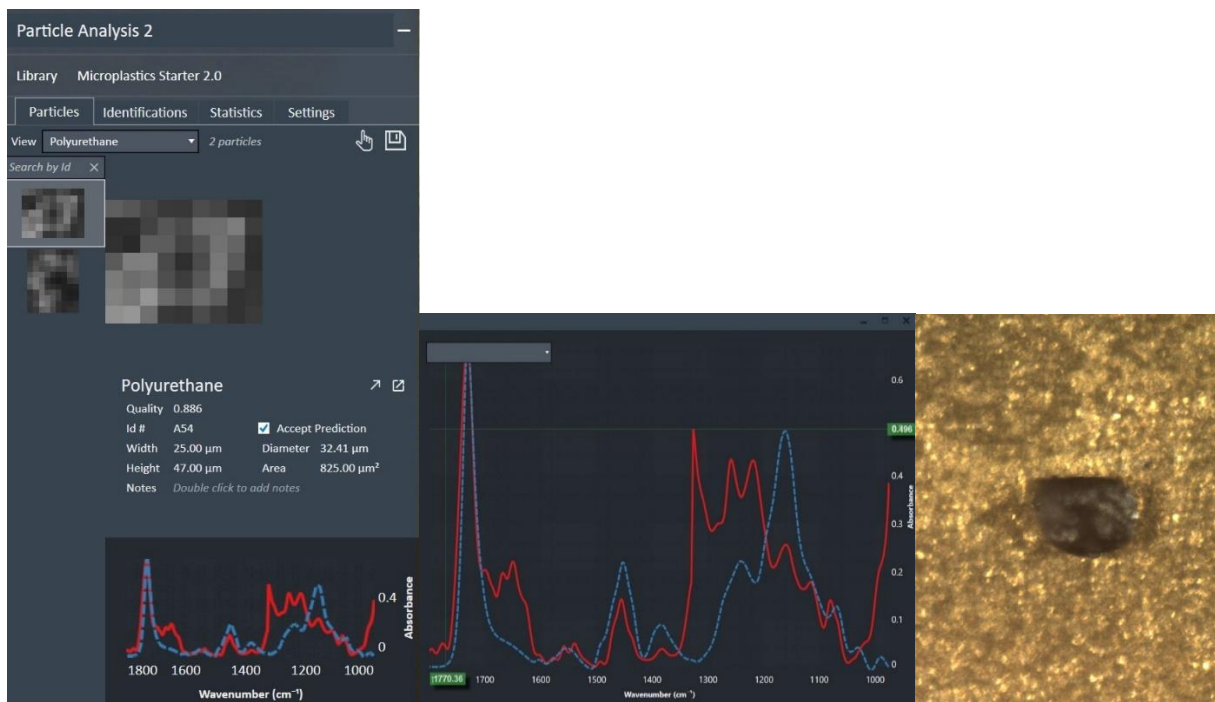 Particle Analysis 2
Library Microplastics Starter 2.0
Particles Identifications Statistics Settings
View Polyurethane 2 particles
Search by Id ×
Polyurethane
Quality 0.886
Id # A54 Accept Prediction
Width 25.00 µm Diameter 32.41 µm
Height 47.00 µm Area 825.00 µm²
Notes Double click to add notes
0.4
0
Absorbance
1800 1600 1400 1200 1000
Wavenumber (cm⁻¹)
0.6
0.496
0.4
0.3
Absorbance
0.2
0.1
0
1770.36 1700 1600 1500 1400 1300 1200 1100 1000
Wavenumber (cm⁻¹)